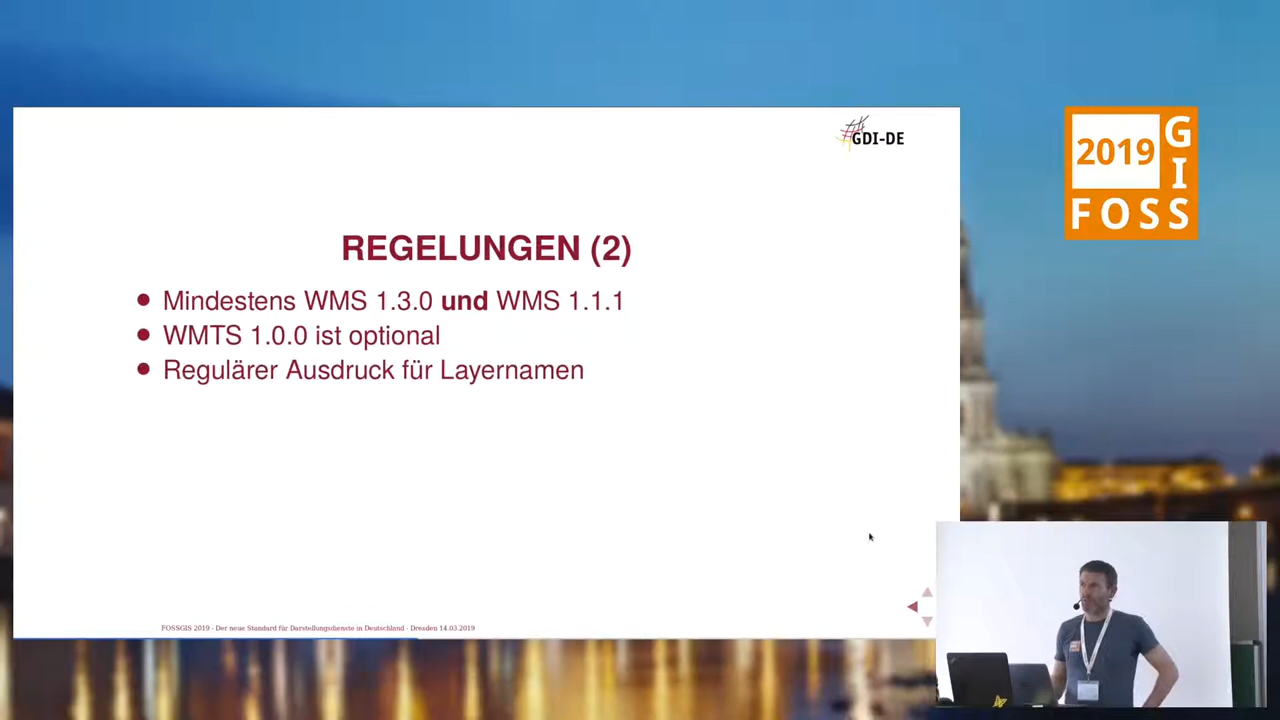 GDI-DE
REGELUNGEN (2)
Mindestens WMS 1.3.0 und WMS 1.1.1
WMTS 1.0.0 ist optional
Regulärer Ausdruck für Layernamen
FOSSGIS 2019 - Der neue Standard für Darstellungsdienste in Deutschland - Dresden 14.03.2019
2019
GIS
FOSS